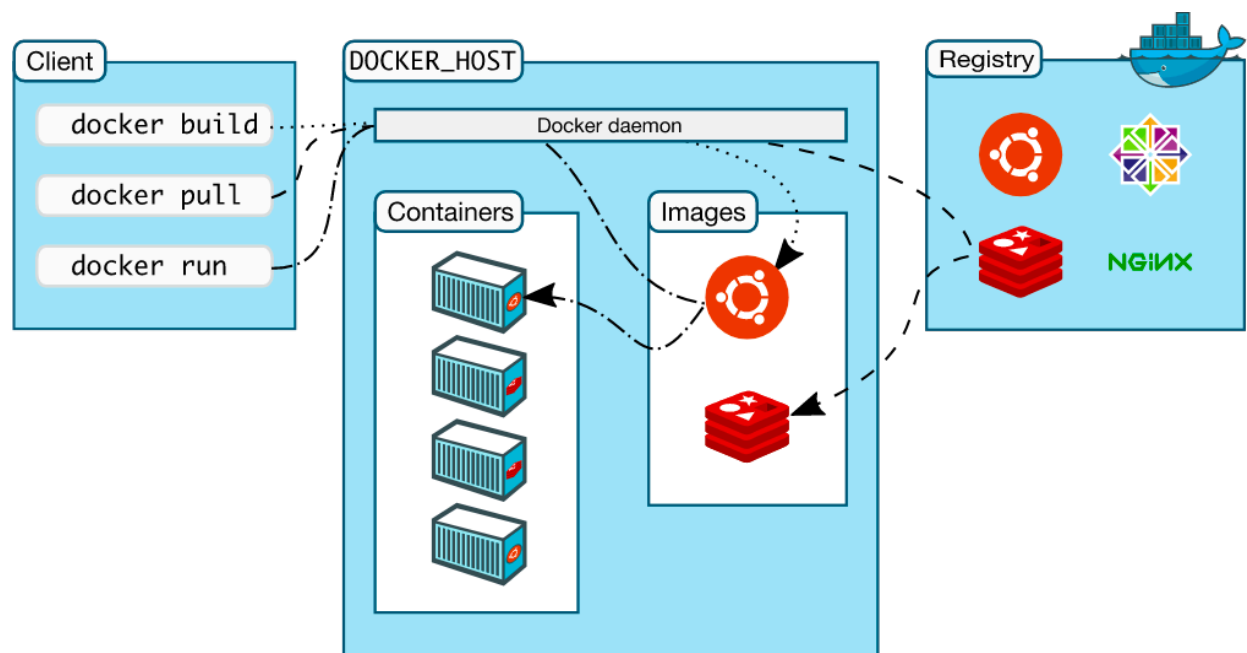 Client
docker build
docker pull
docker run
DOCKER_HOST
Docker daemon
Containers
Images
Registry
NGiNX